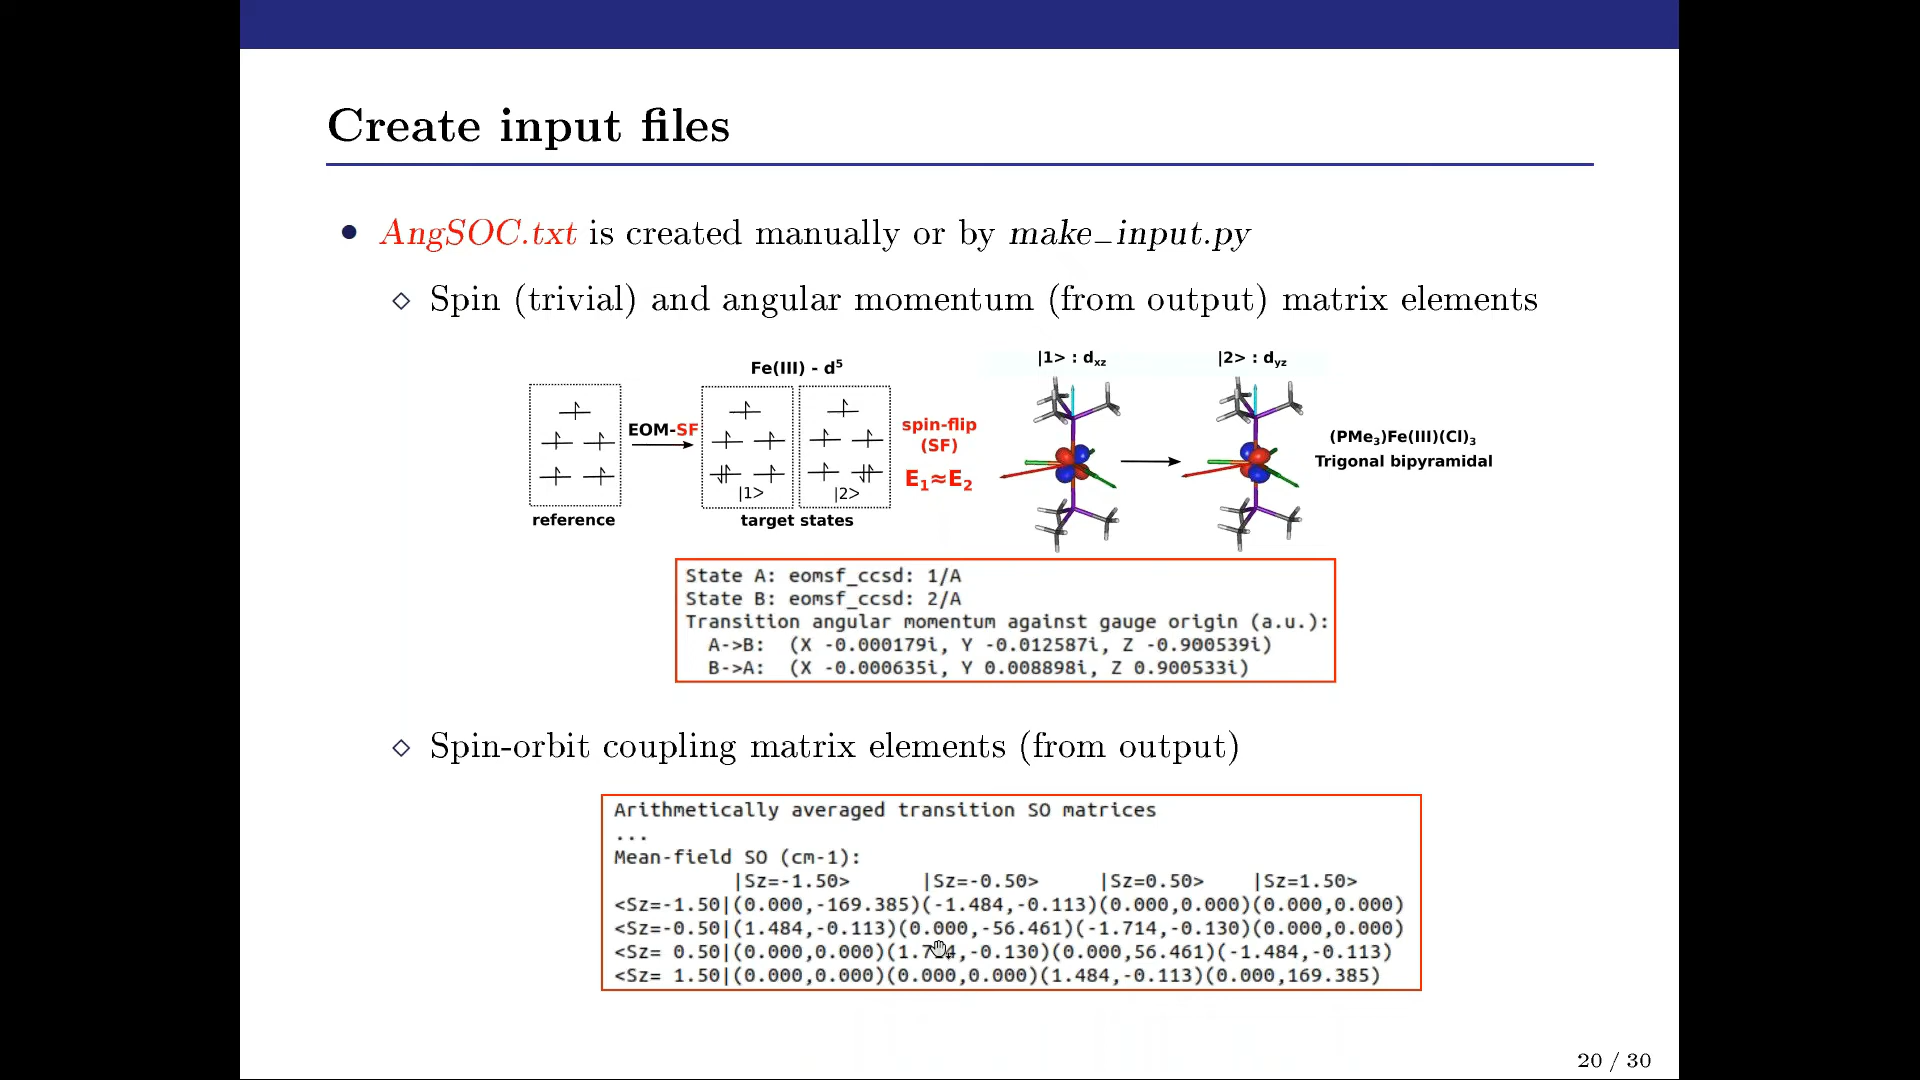 Create input files
• AngSOC.txt is created manually or by make_input.py
◇ Spin (trivial) and angular momentum (from output) matrix elements
Fe(III) - d⁵
|1> : dxz
|2> : dyz
EOM-SF
spin-flip
(SF)
E₁≈E₂
(PMe₃)Fe(III)(Cl)₃
Trigonal bipyramidal
|1>
|2>
reference
target states
State A: eomsf_ccsd: 1/A
State B: eomsf_ccsd: 2/A
Transition angular momentum against gauge origin (a.u.):
A->B: (X -0.000179i, Y -0.012587i, Z -0.900539i)
B->A: (X -0.000635i, Y 0.008898i, Z 0.900533i)
◇ Spin-orbit coupling matrix elements (from output)
Arithmetically averaged transition SO matrices
...
Mean-field SO (cm-1):
|Sz=-1.50> |Sz=-0.50> |Sz=0.50> |Sz=1.50>
<Sz=-1.50|(0.000,-169.385)(-1.484,-0.113)(0.000,0.000)(0.000,0.000)
<Sz=-0.50|(1.484,-0.113)(0.000,-56.461)(-1.714,-0.130)(0.000,0.000)
<Sz= 0.50|(0.000,0.000)(1.714,-0.130)(0.000,56.461)(-1.484,-0.113)
<Sz= 1.50|(0.000,0.000)(0.000,0.000)(1.484,-0.113)(0.000,169.385)
20 / 30